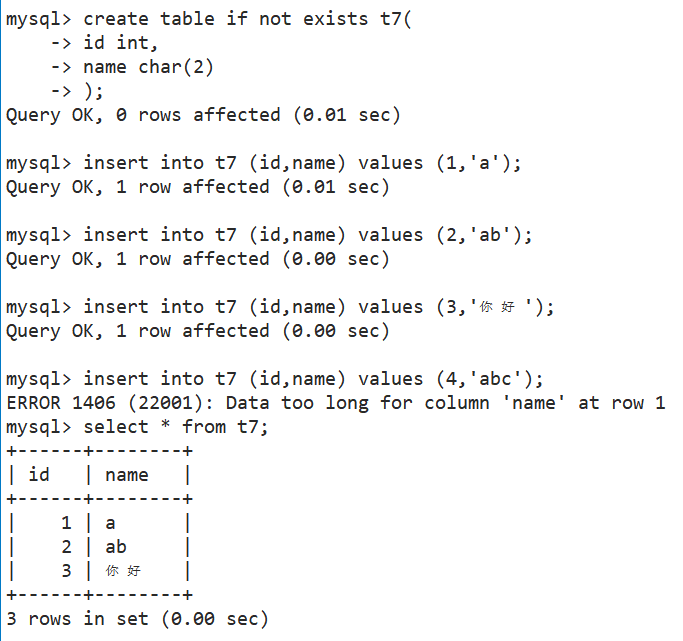 mysql> create table if not exists t7(
    -> id int,
    -> name char(2)
    -> );
Query OK, 0 rows affected (0.01 sec)

mysql> insert into t7 (id,name) values (1,'a');
Query OK, 1 row affected (0.01 sec)

mysql> insert into t7 (id,name) values (2,'ab');
Query OK, 1 row affected (0.00 sec)

mysql> insert into t7 (id,name) values (3,'你好');
Query OK, 1 row affected (0.00 sec)

mysql> insert into t7 (id,name) values (4,'abc');
ERROR 1406 (22001): Data too long for column 'name' at row 1
mysql> select * from t7;
+------+--------+
| id   | name   |
+------+--------+
|    1 | a      |
|    2 | ab     |
|    3 | 你好   |
+------+--------+
3 rows in set (0.00 sec)